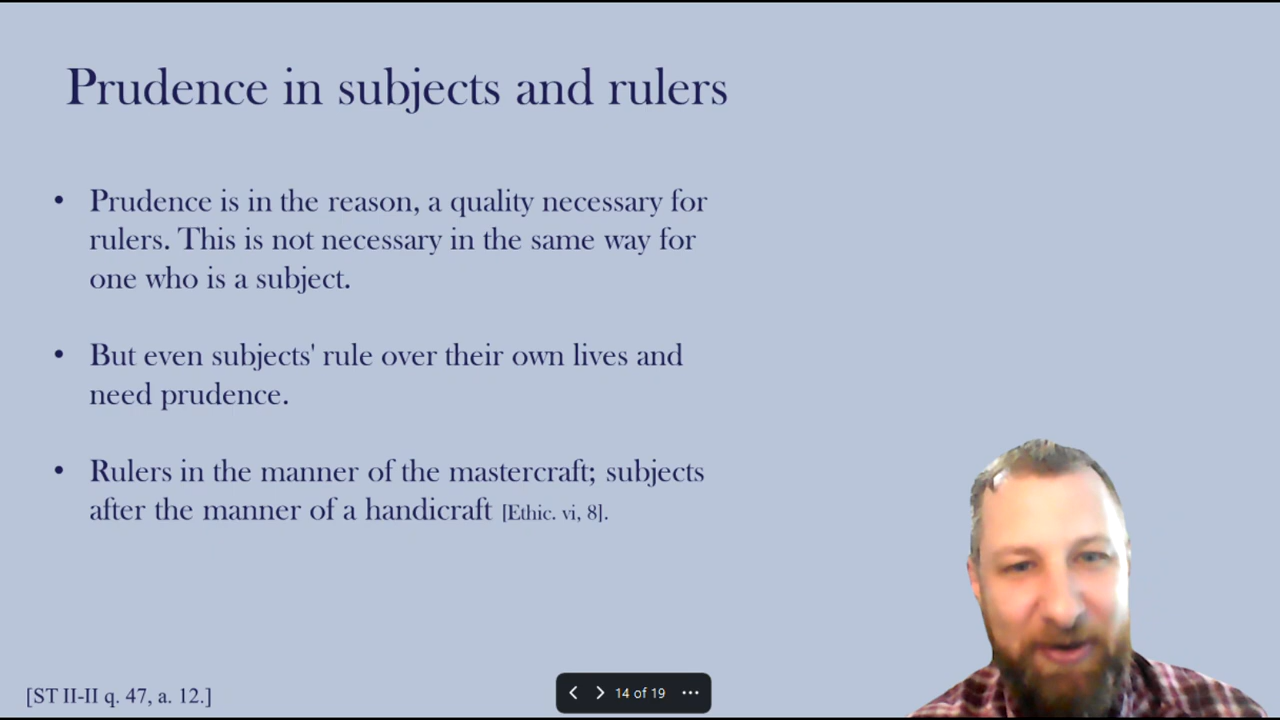 Prudence in subjects and rulers
• Prudence is in the reason, a quality necessary for
rulers. This is not necessary in the same way for
one who is a subject.
• But even subjects' rule over their own lives and
need prudence.
• Rulers in the manner of the mastercraft; subjects
after the manner of a handicraft [Ethic. vi, 8].
[ST II-II q. 47, a. 12.]
14 of 19